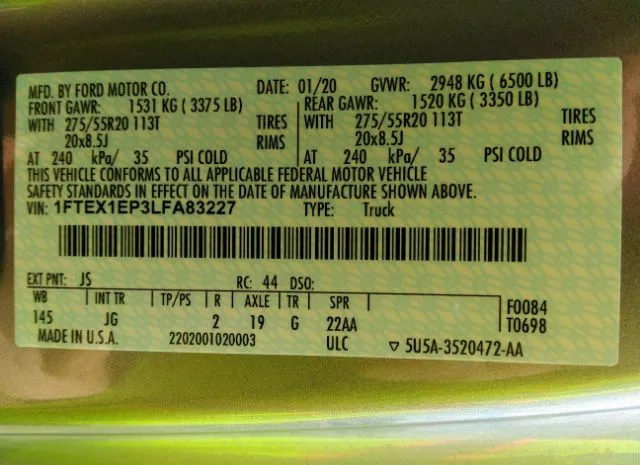 MFD. BY FORD MOTOR CO. DATE: 01/20 GVWR: 2948 KG ( 6500 LB)
FRONT GAWR: 1531 KG ( 3375 LB) REAR GAWR: 1520 KG ( 3350 LB)
WITH 275/55R20 113T TIRES WITH 275/55R20 113T TIRES
20x8.5J RIMS 20x8.5J RIMS
AT 240 kPa/ 35 PSI COLD AT 240 kPa/ 35 PSI COLD
THIS VEHICLE CONFORMS TO ALL APPLICABLE FEDERAL MOTOR VEHICLE
SAFETY STANDARDS IN EFFECT ON THE DATE OF MANUFACTURE SHOWN ABOVE.
VIN: 1FTEX1EP3LFA83227 TYPE: Truck
EXT PNT: JS RC: 44 DSO:
WB INT TR TP/PS R AXLE TR SPR F0084
145 JG 2 19 G 22AA T0698
MADE IN U.S.A. 2202001020003 ULC ▽ 5U5A-3520472-AA